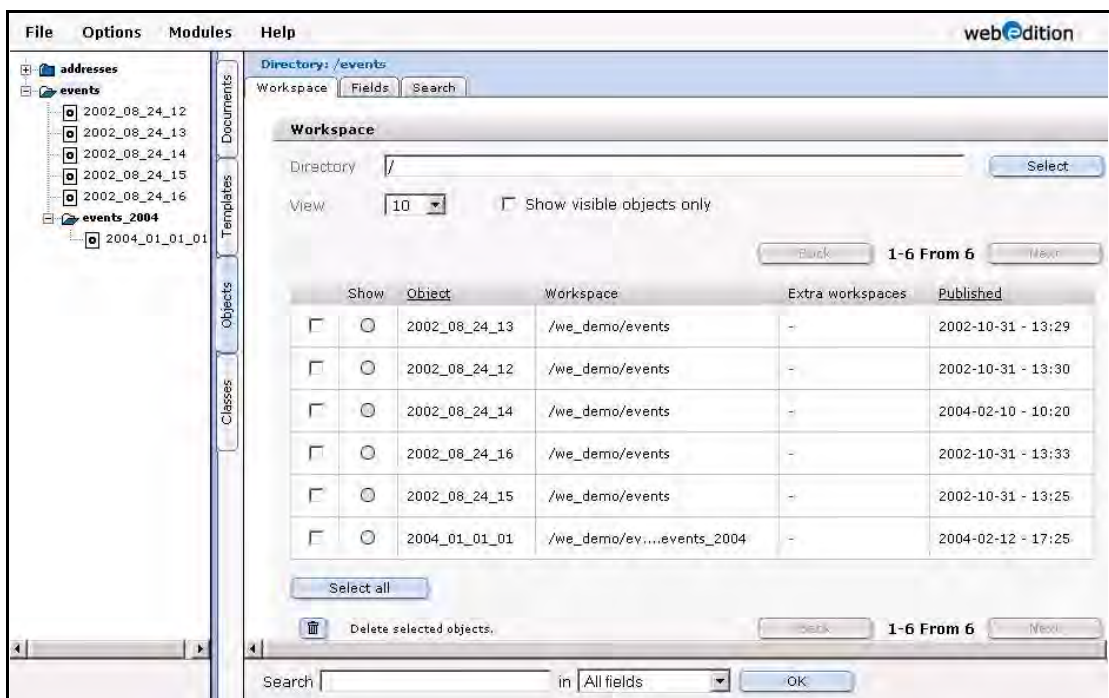 File Options Modules Help
webedition
addresses
events
2002_08_24_12
2002_08_24_13
2002_08_24_14
2002_08_24_15
2002_08_24_16
events_2004
2004_01_01_01
Documents
Templates
Objects
Classes
Directory: /events
Workspace Fields Search
Workspace
Directory / Select
View 10 Show visible objects only
Back 1-6 From 6 Next
Show Object Workspace Extra workspaces Published
2002_08_24_13 /we_demo/events - 2002-10-31 - 13:29
2002_08_24_12 /we_demo/events - 2002-10-31 - 13:30
2002_08_24_14 /we_demo/events - 2004-02-10 - 10:20
2002_08_24_16 /we_demo/events - 2002-10-31 - 13:33
2002_08_24_15 /we_demo/events - 2002-10-31 - 13:25
2004_01_01_01 /we_demo/ev....events_2004 - 2004-02-12 - 17:25
Select all
Delete selected objects.
Back 1-6 From 6 Next
Search in All fields OK